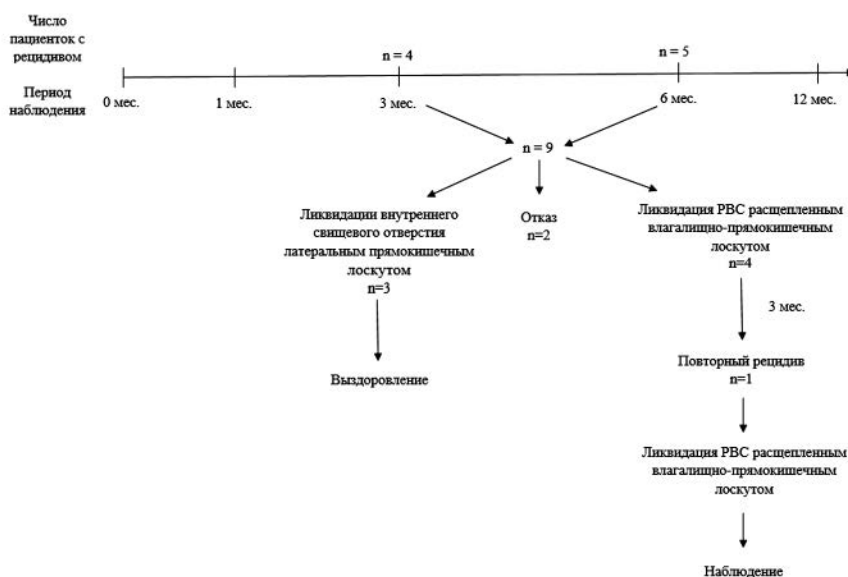 Число
пациенток с
рецидивом
n = 4
n = 5
Период
наблюдения
0 мес.
1 мес.
3 мес.
6 мес.
12 мес.
n = 9
Ликвидации внутреннего
свищевого отверстия
латеральным прямокишечным
лоскутом
n=3
Отказ
n=2
Ликвидация РВС расщепленным
влагалищно-прямокишечным
лоскутом
n=4
3 мес.
Выздоровление
Повторный рецидив
n=1
Ликвидация РВС расщепленным
влагалищно-прямокишечным
лоскутом
Наблюдение